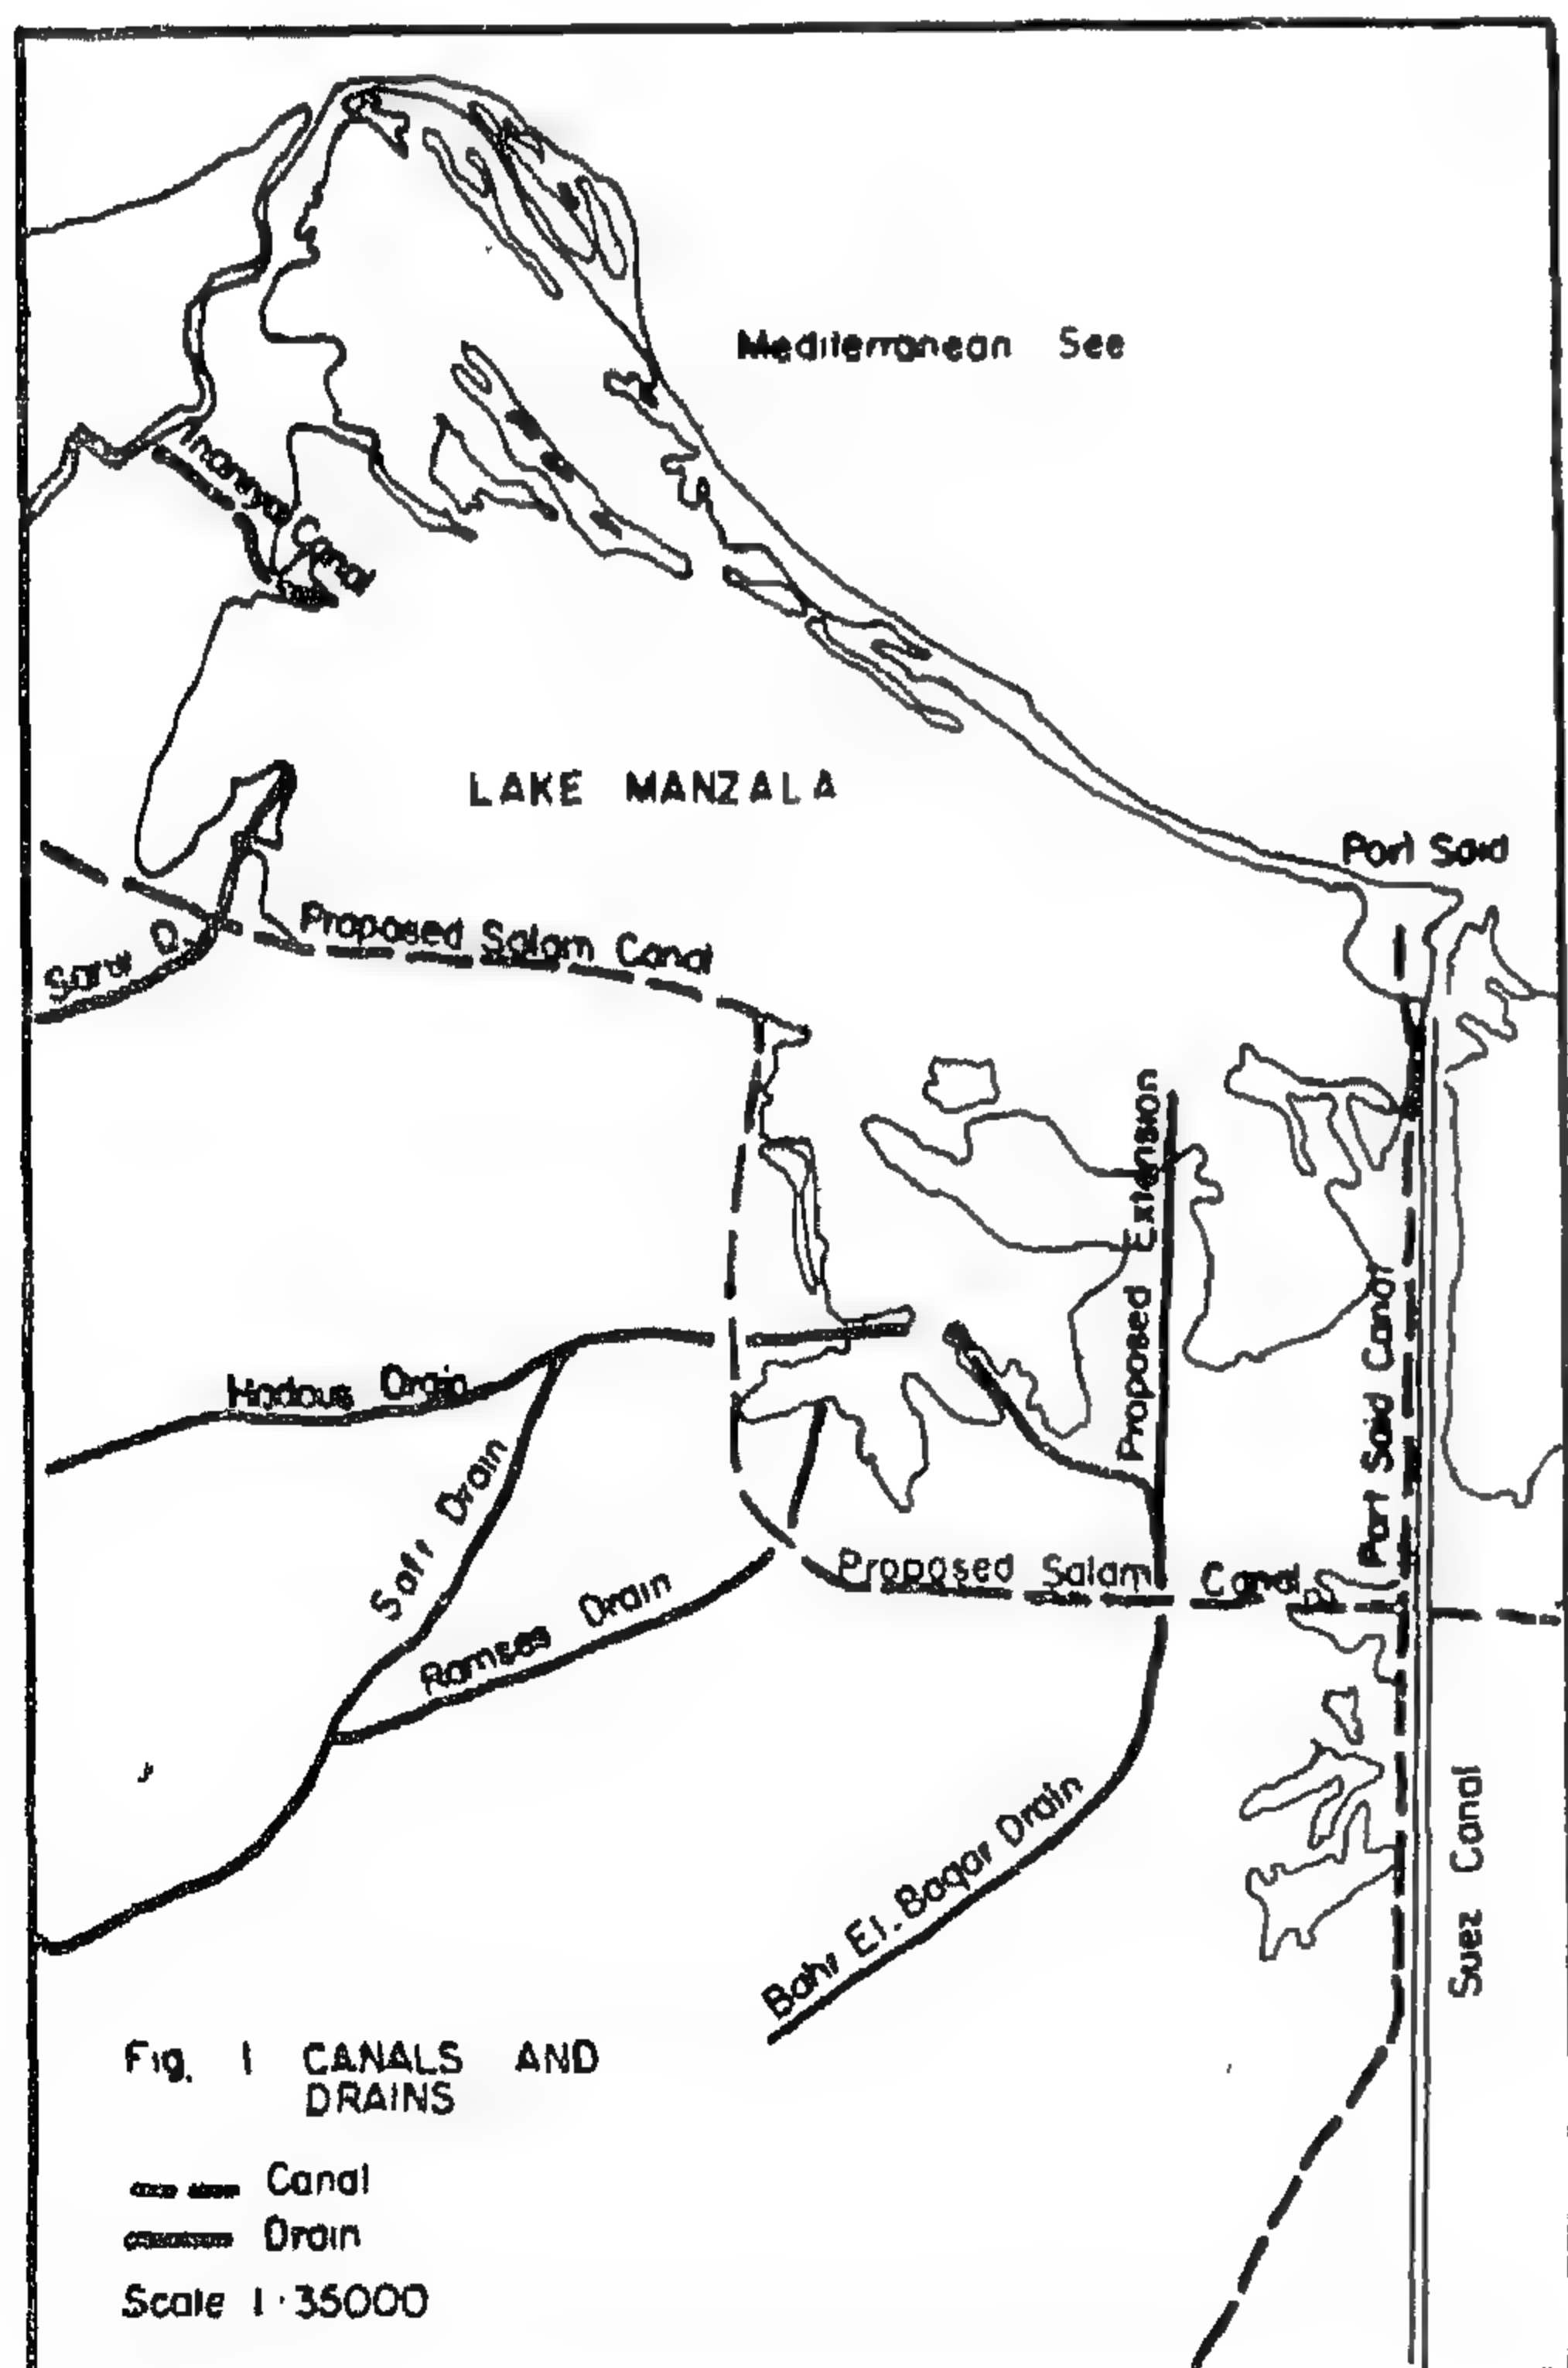 Mediterranean See
Inanya Canal
LAKE MANZALA
Port Said
Proposed Salam Canal
D.
Proposed Extension
Port Said Canal
Hadous Drain
Saft Drain
Ramses Drain
Proposed Salam Canal
Bahr El. Baqar Drain
Suez Canal
Fig. 1 CANALS AND
DRAINS
Canal
Drain
Scale 1:35000